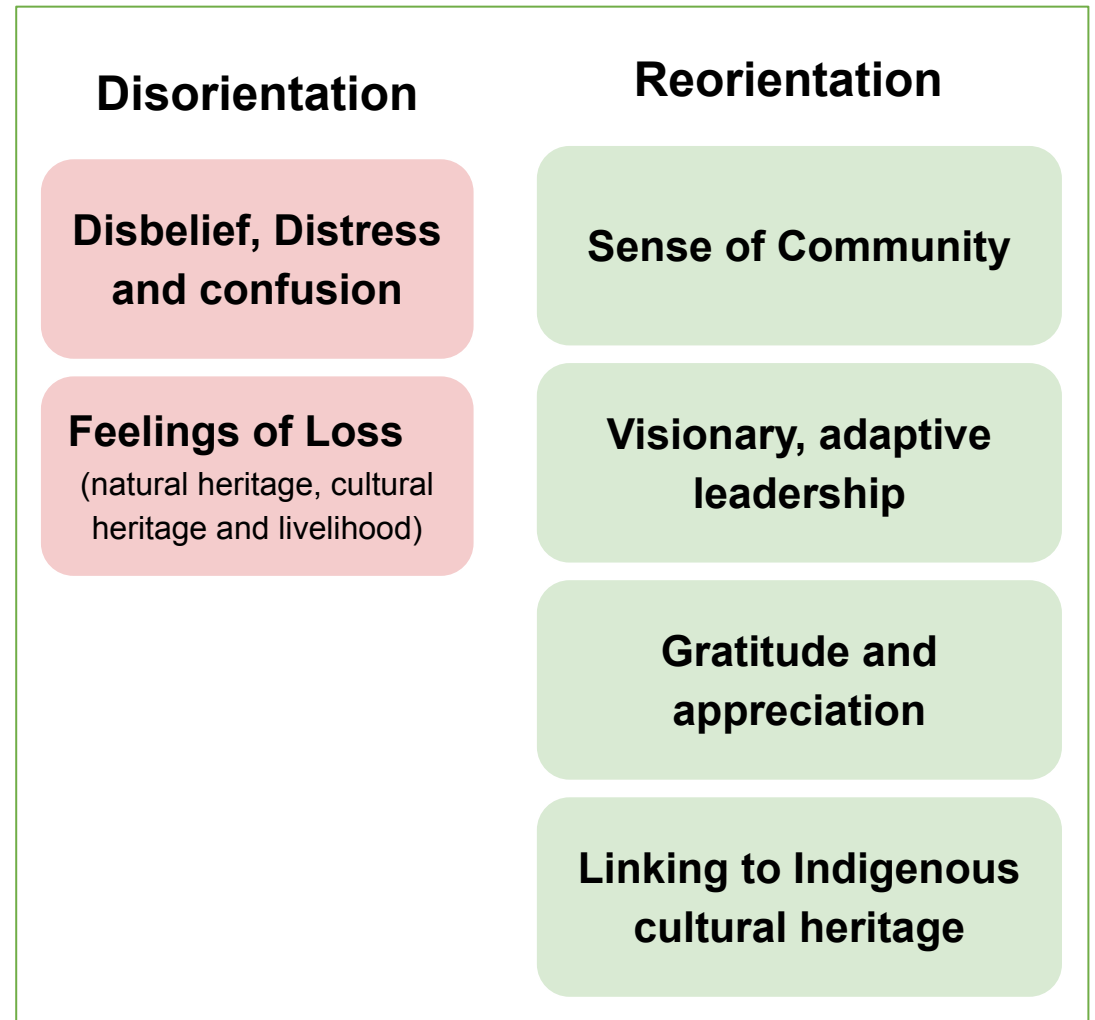 Disorientation
Disbelief, Distress
and confusion
Feelings of Loss
(natural heritage, cultural
heritage and livelihood)
Reorientation
Sense of Community
Visionary, adaptive
leadership
Gratitude and
appreciation
Linking to Indigenous
cultural heritage